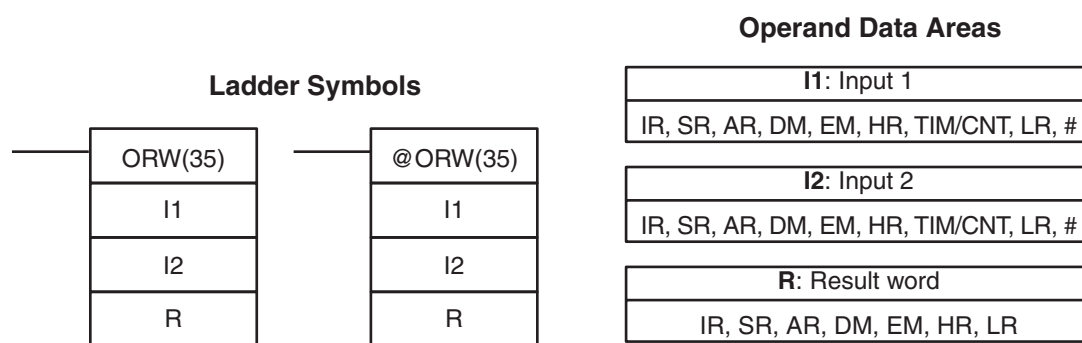 Ladder Symbols
ORW(35)
I1
I2
R
@ORW(35)
I1
I2
R
Operand Data Areas
I1: Input 1
IR, SR, AR, DM, EM, HR, TIM/CNT, LR, #
I2: Input 2
IR, SR, AR, DM, EM, HR, TIM/CNT, LR, #
R: Result word
IR, SR, AR, DM, EM, HR, LR